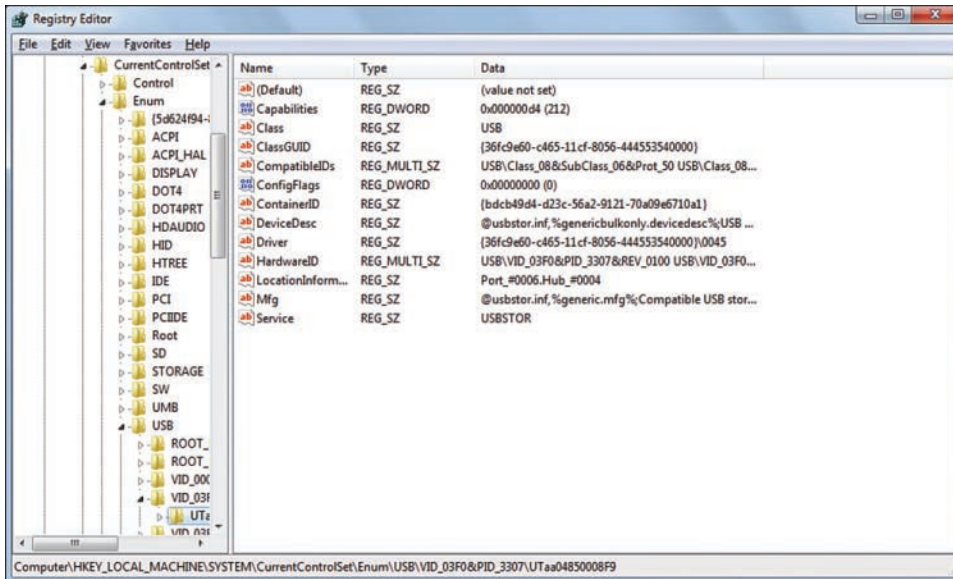 Registry Editor
File Edit View Favorites Help
CurrentControlSet
Control
Enum
{5d624f94-
ACPI
ACPI_HAL
DISPLAY
DOT4
DOT4PRT
HDAUDIO
HID
HTREE
IDE
PCI
PCIIDE
Root
SD
STORAGE
SW
UMB
USB
ROOT_
ROOT_
VID_000
VID_03F
UTa
VID_03F
Name Type Data
(Default) REG_SZ (value not set)
Capabilities REG_DWORD 0x000000d4 (212)
Class REG_SZ USB
ClassGUID REG_SZ {36fc9e60-c465-11cf-8056-444553540000}
CompatibleIDs REG_MULTI_SZ USB\Class_08&SubClass_06&Prot_50 USB\Class_08...
ConfigFlags REG_DWORD 0x00000000 (0)
ContainerID REG_SZ {bdcb49d4-d23c-56a2-9121-70a09e6710a1}
DeviceDesc REG_SZ @usbstor.inf,%genericbulkonly.devicedesc%;USB ...
Driver REG_SZ {36fc9e60-c465-11cf-8056-444553540000}\0045
HardwareID REG_MULTI_SZ USB\VID_03F0&PID_3307&REV_0100 USB\VID_03F0...
LocationInform... REG_SZ Port_#0006.Hub_#0004
Mfg REG_SZ @usbstor.inf,%generic.mfg%;Compatible USB stor...
Service REG_SZ USBSTOR
Computer\HKEY_LOCAL_MACHINE\SYSTEM\CurrentControlSet\Enum\USB\VID_03F0&PID_3307\UTaa04850008F9